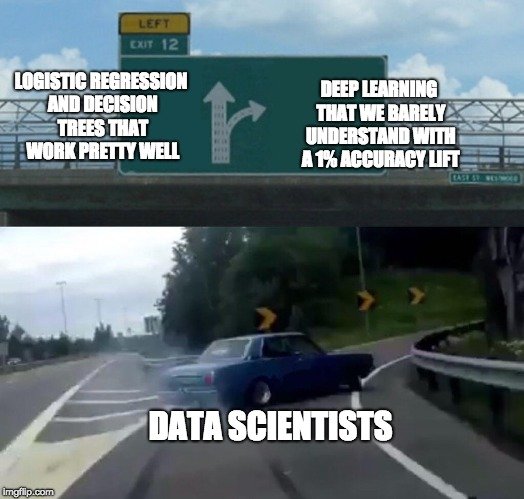 LEFT
EXIT 12
LOGISTIC REGRESSION
AND DECISION
TREES THAT
WORK PRETTY WELL
DEEP LEARNING
THAT WE BARELY
UNDERSTAND WITH
A 1% ACCURACY LIFT
DATA SCIENTISTS
imgflip.com